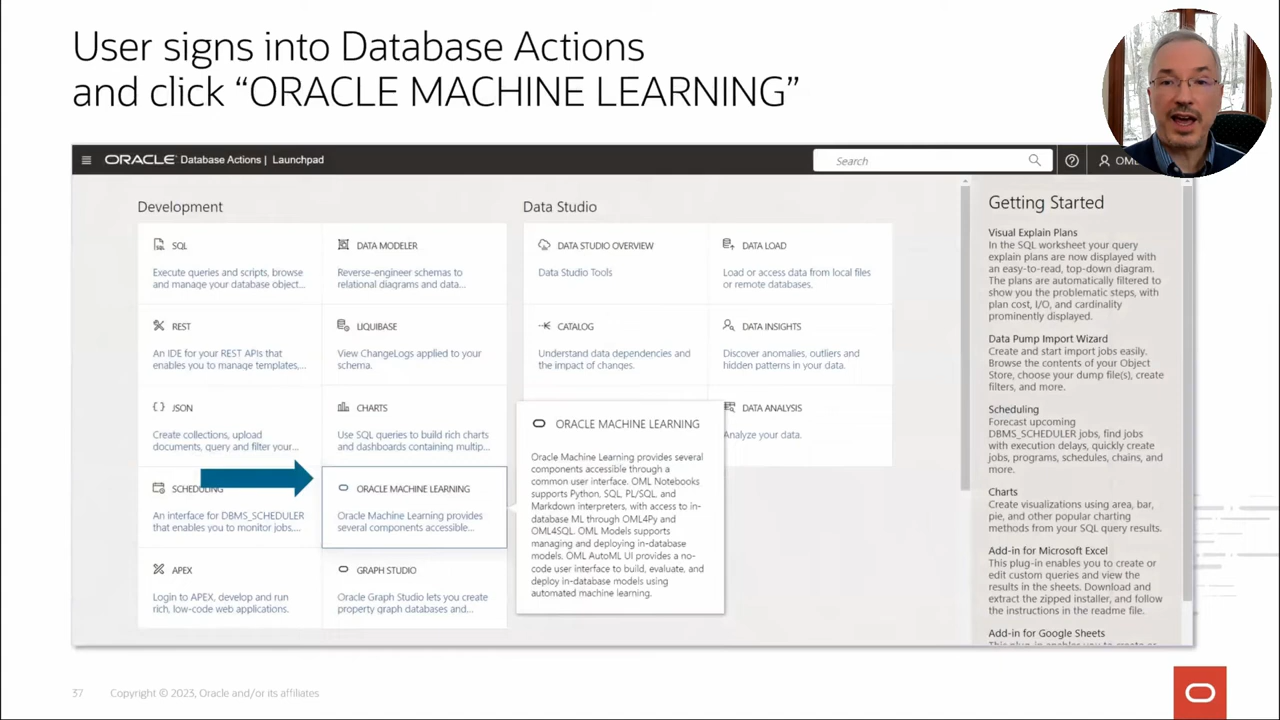 User signs into Database Actions
and click “ORACLE MACHINE LEARNING”
ORACLE Database Actions | Launchpad
Search
OML
Development
SQL
Execute queries and scripts, browse
and manage your database object...
DATA MODELER
Reverse-engineer schemas to
relational diagrams and data...
REST
An IDE for your REST APIs that
enables you to manage templates,...
LIQUIBASE
View ChangeLogs applied to your
schema.
JSON
Create collections, upload
documents, query and filter your...
CHARTS
Use SQL queries to build rich charts
and dashboards containing multip...
SCHEDULING
An interface for DBMS_SCHEDULER
that enables you to monitor jobs....
ORACLE MACHINE LEARNING
Oracle Machine Learning provides
several components accessible...
APEX
Login to APEX, develop and run
rich, low-code web applications.
GRAPH STUDIO
Oracle Graph Studio lets you create
property graph databases and...
Data Studio
DATA STUDIO OVERVIEW
Data Studio Tools
DATA LOAD
Load or access data from local files
or remote databases.
CATALOG
Understand data dependencies and
the impact of changes.
DATA INSIGHTS
Discover anomalies, outliers and
hidden patterns in your data.
DATA ANALYSIS
Analyze your data.
ORACLE MACHINE LEARNING
Oracle Machine Learning provides several
components accessible through a
common user interface. OML Notebooks
supports Python, SQL, PL/SQL, and
Markdown interpreters, with access to in-
database ML through OML4Py and
OML4SQL. OML Models supports
managing and deploying in-database
models. OML AutoML UI provides a no-
code user interface to build, evaluate, and
deploy in-database models using
automated machine learning.
Getting Started
Visual Explain Plans
In the SQL worksheet your query
explain plans are now displayed with
an easy-to-read, top-down diagram.
The plans are automatically filtered to
show you the problematic steps, with
plan cost, I/O, and cardinality
prominently displayed.
Data Pump Import Wizard
Create and start import jobs easily.
Browse the contents of your Object
Store, choose your dump file(s), create
filters, and more.
Scheduling
Forecast upcoming
DBMS_SCHEDULER jobs, find jobs
with execution delays, quickly create
jobs, programs, schedules, chains, and
more.
Charts
Create visualizations using area, bar,
pie, and other popular charting
methods from your SQL query results.
Add-in for Microsoft Excel
This plug-in enables you to create or
edit custom queries and view the
results in the sheets. Download and
extract the zipped installer, and follow
the instructions in the readme file.
Add-in for Google Sheets
37 Copyright © 2023, Oracle and/or its affiliates